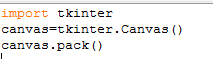 import tkinter
canvas=tkinter.Canvas()
canvas.pack()